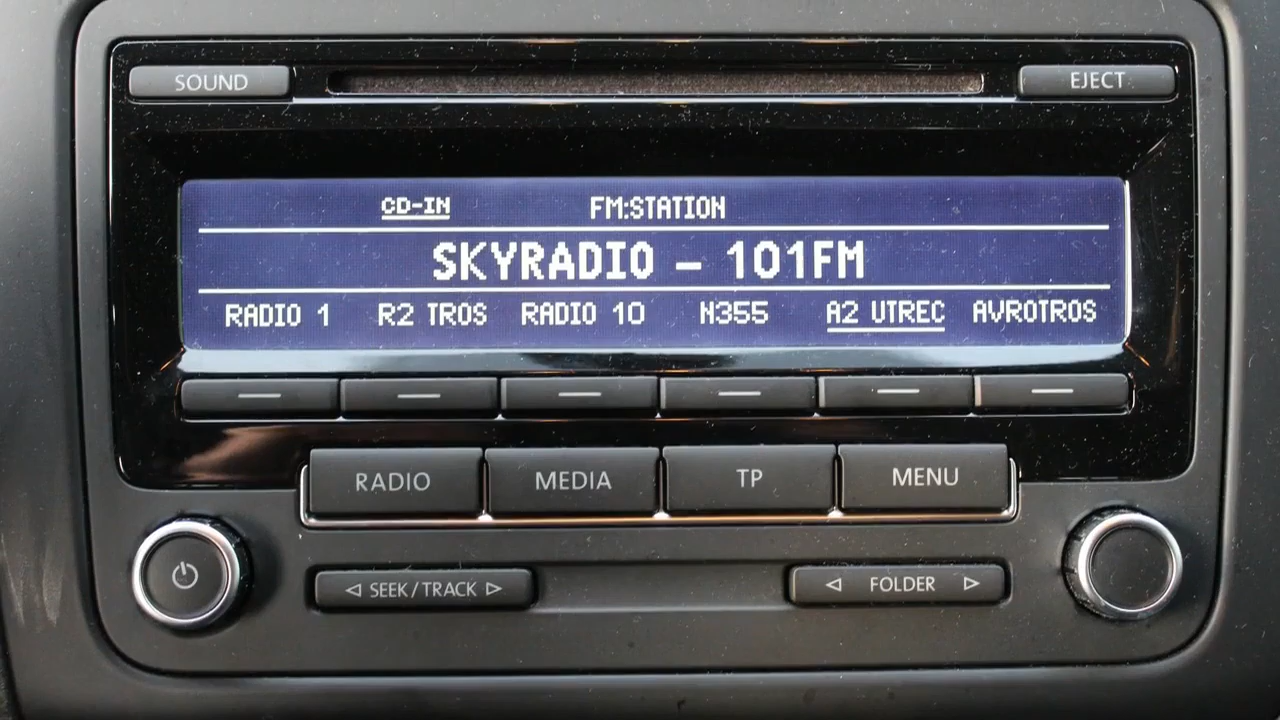 SOUND EJECT
CD-IN FM:STATION
SKYRADIO - 101FM
RADIO 1 R2 TROS RADIO 10 N355 A2 UTREC AVROTROS
RADIO MEDIA TP MENU
SEEK/TRACK FOLDER